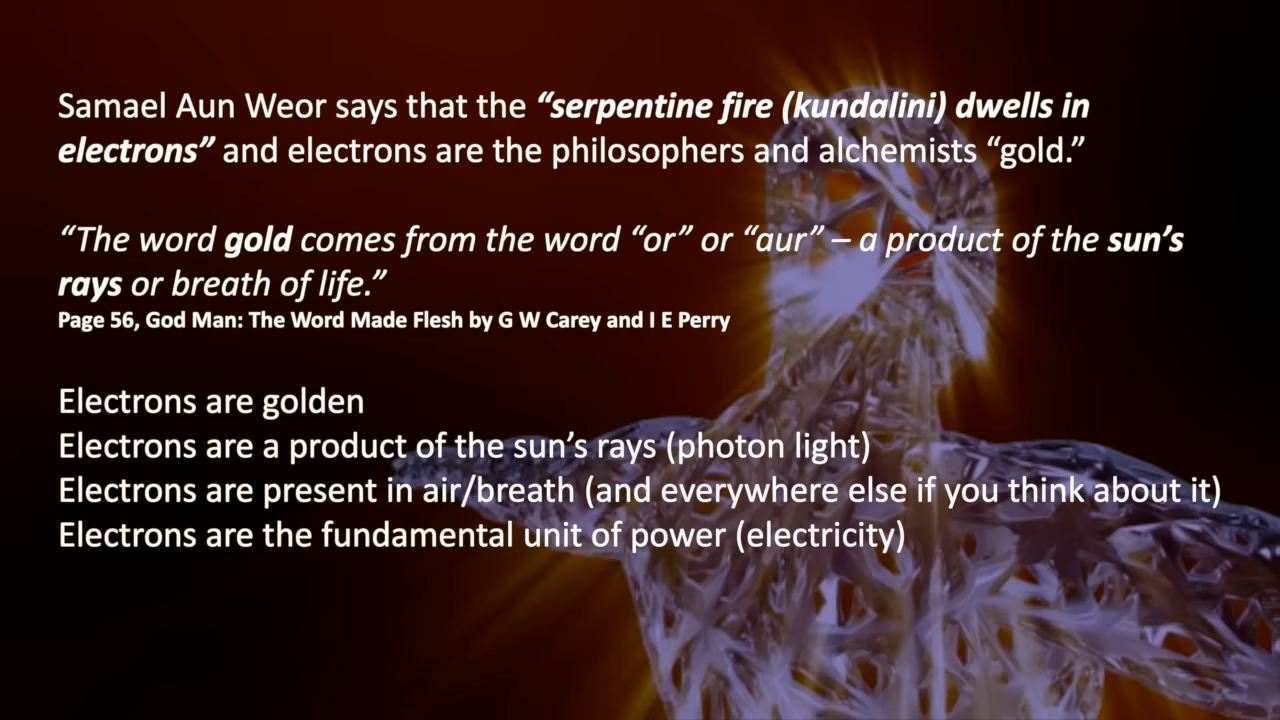 Samael Aun Weor says that the “serpentine fire (kundalini) dwells in
electrons” and electrons are the philosophers and alchemists “gold.”
“The word gold comes from the word “or” or “aur” – a product of the sun’s
rays or breath of life.”
Page 56, God Man: The Word Made Flesh by G W Carey and I E Perry
Electrons are golden
Electrons are a product of the sun’s rays (photon light)
Electrons are present in air/breath (and everywhere else if you think about it)
Electrons are the fundamental unit of power (electricity)